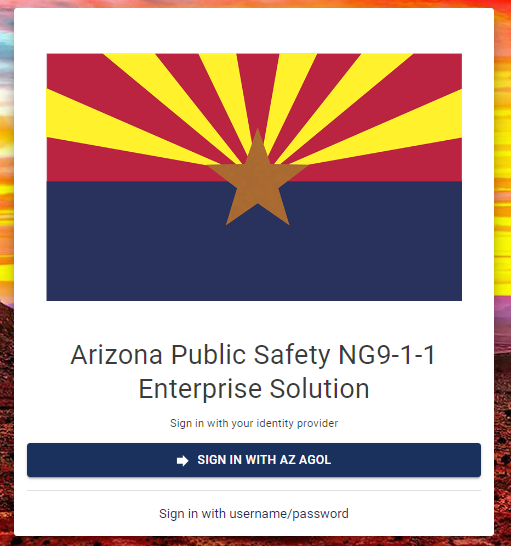 Arizona Public Safety NG9-1-1
Enterprise Solution
Sign in with your identity provider
SIGN IN WITH AZ AGOL
Sign in with username/password